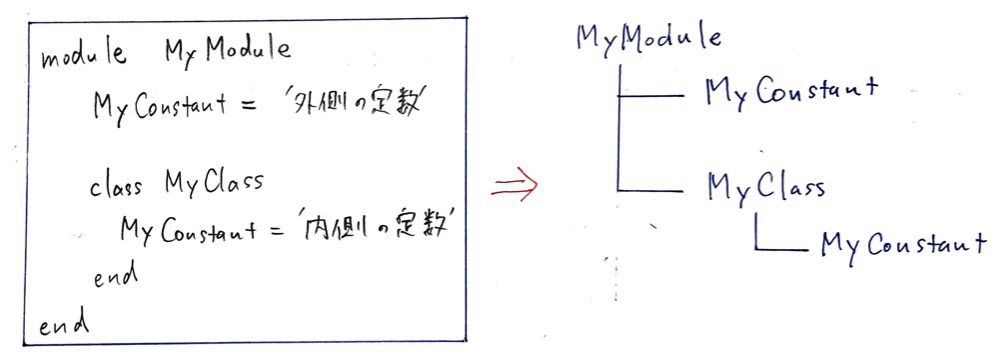 module MyModule
MyConstant = '外側の定数'
class MyClass
MyConstant = '内側の定数'
end
end
⇒
MyModule
MyConstant
MyClass
MyConstant